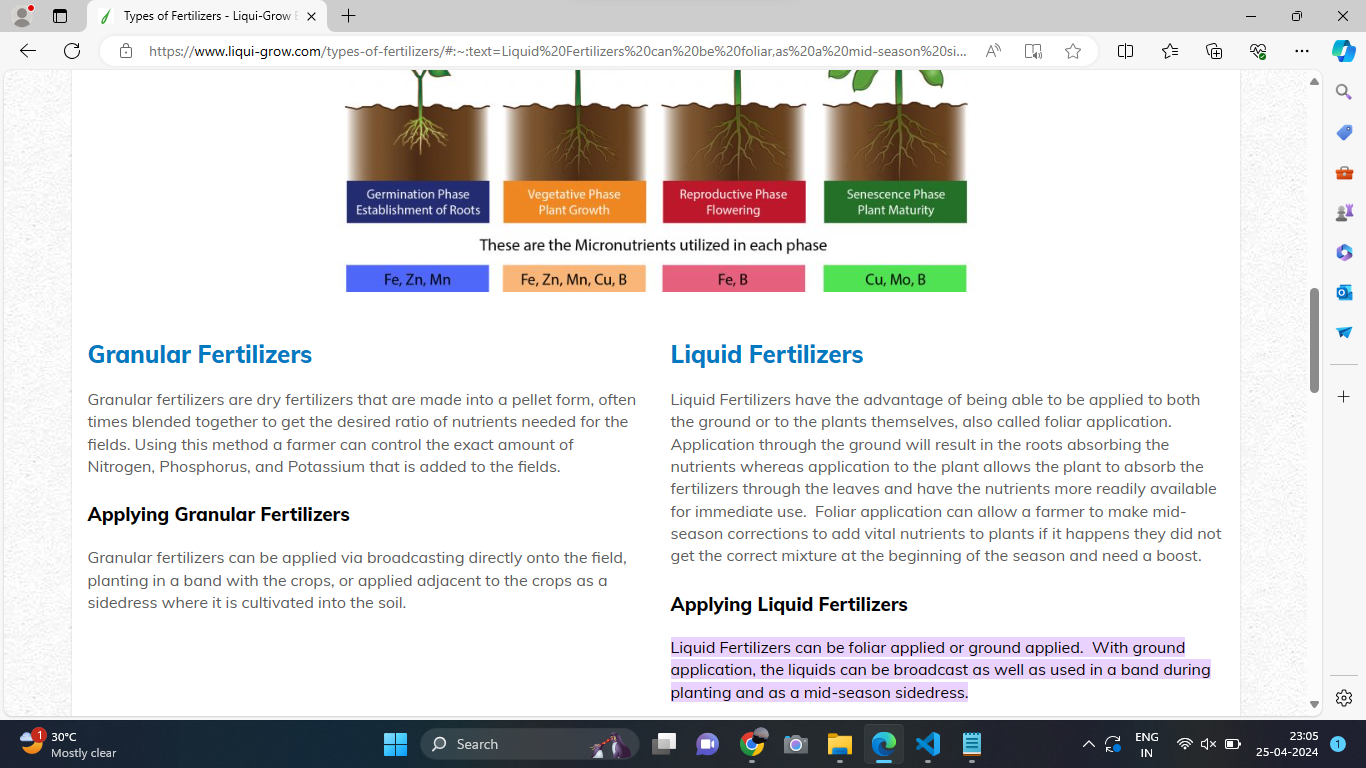 Types of Fertilizers - Liqui-Grow
https://www.liqui-grow.com/types-of-fertilizers/#:~:text=Liquid%20Fertilizers%20can%20be%20foliar,as%20a%20mid-season%20si...
Germination Phase
Establishment of Roots
Vegetative Phase
Plant Growth
Reproductive Phase
Flowering
Senescence Phase
Plant Maturity
These are the Micronutrients utilized in each phase
Fe, Zn, Mn
Fe, Zn, Mn, Cu, B
Fe, B
Cu, Mo, B
Granular Fertilizers
Granular fertilizers are dry fertilizers that are made into a pellet form, often
times blended together to get the desired ratio of nutrients needed for the
fields. Using this method a farmer can control the exact amount of
Nitrogen, Phosphorus, and Potassium that is added to the fields.
Applying Granular Fertilizers
Granular fertilizers can be applied via broadcasting directly onto the field,
planting in a band with the crops, or applied adjacent to the crops as a
sidedress where it is cultivated into the soil.
Liquid Fertilizers
Liquid Fertilizers have the advantage of being able to be applied to both
the ground or to the plants themselves, also called foliar application.
Application through the ground will result in the roots absorbing the
nutrients whereas application to the plant allows the plant to absorb the
fertilizers through the leaves and have the nutrients more readily available
for immediate use.  Foliar application can allow a farmer to make mid-
season corrections to add vital nutrients to plants if it happens they did not
get the correct mixture at the beginning of the season and need a boost.
Applying Liquid Fertilizers
Liquid Fertilizers can be foliar applied or ground applied.  With ground
application, the liquids can be broadcast as well as used in a band during
planting and as a mid-season sidedress.
1
30°C
Mostly clear
Search
ENG
IN
23:05
25-04-2024
1